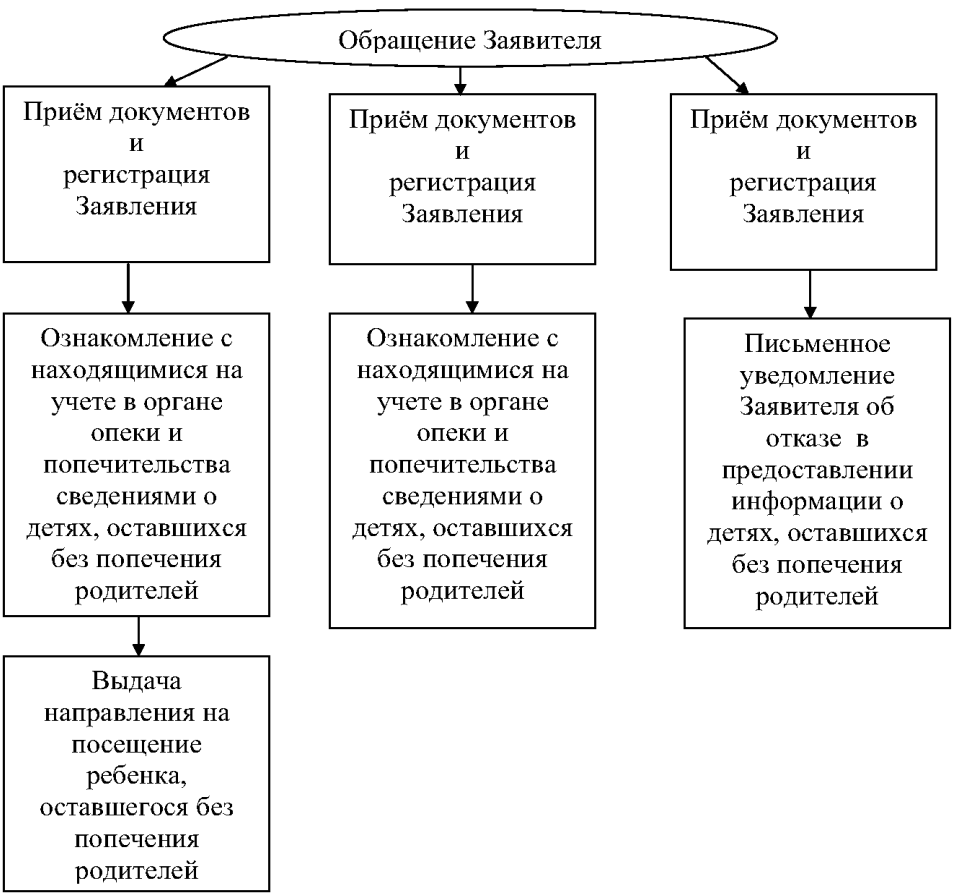 Обращение Заявителя
Приём документов
и
регистрация
Заявления
Приём документов
и
регистрация
Заявления
Приём документов
и
регистрация
Заявления
Ознакомление с
находящимися на
учете в органе
опеки и
попечительства
сведениями о
детях, оставшихся
без попечения
родителей
Ознакомление с
находящимися на
учете в органе
опеки и
попечительства
сведениями о
детях, оставшихся
без попечения
родителей
Письменное
уведомление
Заявителя об
отказе в
предоставлении
информации о
детях, оставшихся
без попечения
родителей
Выдача
направления на
посещение
ребенка,
оставшегося без
попечения
родителей